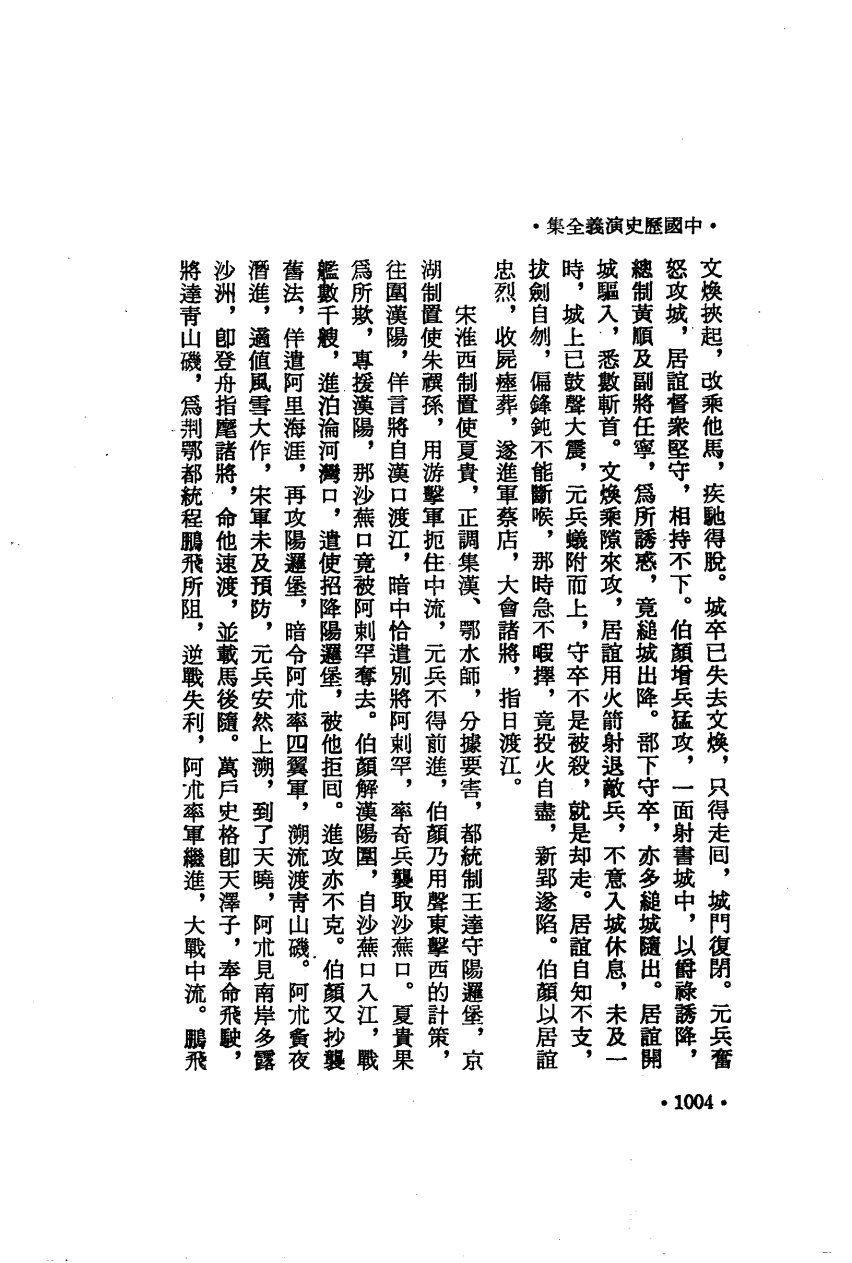 ·中國歷史演義全集·
文煥挾起，改乘他馬，疾馳得脫。城卒已失去文煥，只得走囘，城門復閉。元兵奮
怒攻城，居誼督衆堅守，相持不下。伯顏增兵猛攻，一面射書城中，以爵祿誘降，
總制黃順及副將任寧，爲所誘惑，竟縋城出降。部下守卒，亦多縋城隨出。居誼開
城驅入，悉數斬首。文煥乘隙來攻，居誼用火箭射退敵兵，不意入城休息，未及一
時，城上已鼓聲大震，元兵蟻附而上，守卒不是被殺，就是却走。居誼自知不支，
拔劍自刎，偏鋒鈍不能斷喉，那時急不暇擇，竟投火自盡，新郢遂陷。伯顏以居誼
忠烈，收屍瘞葬，遂進軍蔡店，大會諸將，指日渡江。
宋淮西制置使夏貴，正調集漢、鄂水師，分據要害，都統制王達守陽邏堡，京
湖制置使朱禩孫，用游擊軍扼住中流，元兵不得前進，伯顏乃用聲東擊西的計策，
往圍漢陽，佯言將自漢口渡江，暗中恰遣別將阿剌罕，率奇兵襲取沙蕪口。夏貴果
爲所欺，專援漢陽，那沙蕪口竟被阿剌罕奪去。伯顏解漢陽圍，自沙蕪口入江，戰
艦數千艘，進泊淪河灣口，遣使招降陽邏堡，被他拒囘。進攻亦不克。伯顏又抄襲
舊法，佯遣阿里海涯，再攻陽邏堡，暗令阿朮率四翼軍，溯流渡青山磯。阿朮夤夜
潛進，適値風雪大作，宋軍未及預防，元兵安然上溯，到了天曉，阿朮見南岸多露
沙洲，卽登舟指麾諸將，命他速渡，並載馬後隨。萬戶史格卽天澤子，奉命飛駛，
將達青山磯，爲荆鄂都統程鵬飛所阻，逆戰失利，阿朮率軍繼進，大戰中流。鵬飛
·1004·